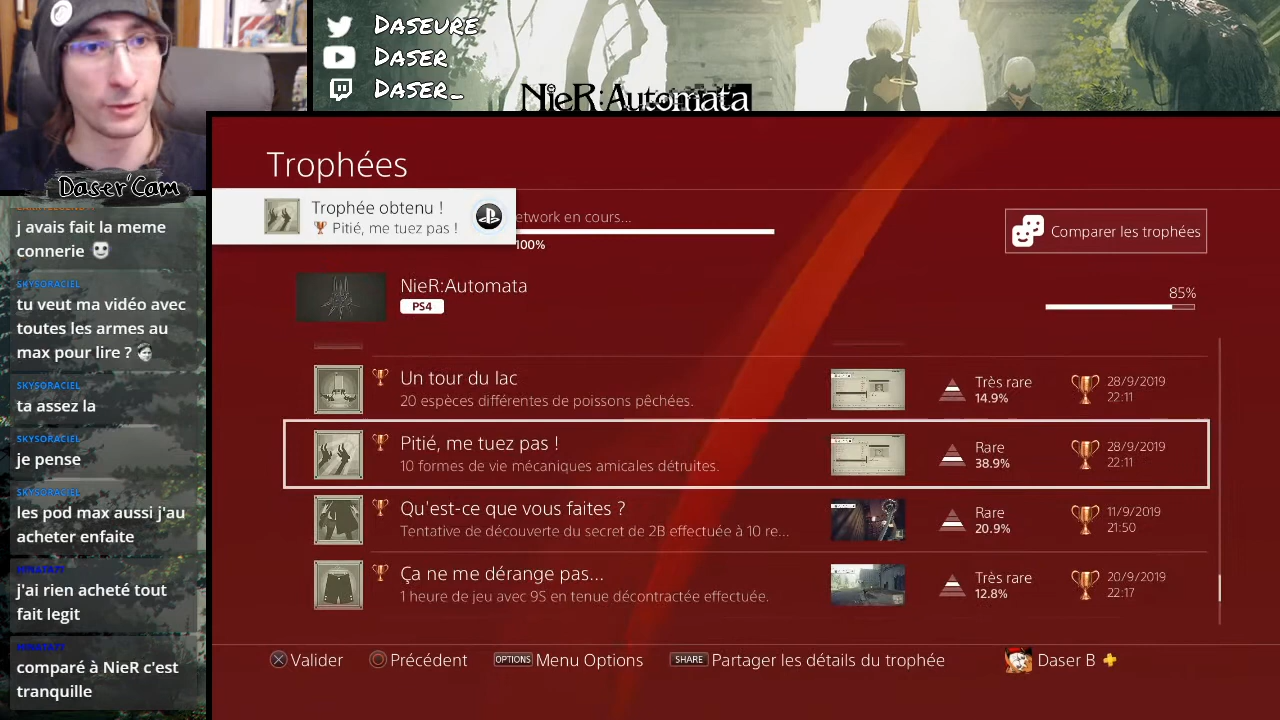 DASEURE
DASER
DASER_
NieR:Automata
Daser'Cam
j avais fait la meme
connerie
SKYSORACIEL
tu veut ma vidéo avec
toutes les armes au
max pour lire ?
SKYSORACIEL
ta assez la
SKYSORACIEL
je pense
SKYSORACIEL
les pod max aussi j'au
acheter enfaite
j'ai rien acheté tout
fait legit
comparé à NieR c'est
tranquille
Trophées
Trophée obtenu !
Pitié, me tuez pas !
etwork en cours...
100%
Comparer les trophées
NieR:Automata
PS4
85%
Un tour du lac
20 espèces différentes de poissons pêchées.
Très rare
14.9%
28/9/2019
22:11
Pitié, me tuez pas !
10 formes de vie mécaniques amicales détruites.
Rare
38.9%
28/9/2019
22:11
Qu'est-ce que vous faites ?
Tentative de découverte du secret de 2B effectuée à 10 re...
Rare
20.9%
11/9/2019
21:50
Ça ne me dérange pas...
1 heure de jeu avec 9S en tenue décontractée effectuée.
Très rare
12.8%
20/9/2019
22:17
Valider
Précédent
OPTIONS Menu Options
SHARE Partager les détails du trophée
Daser B